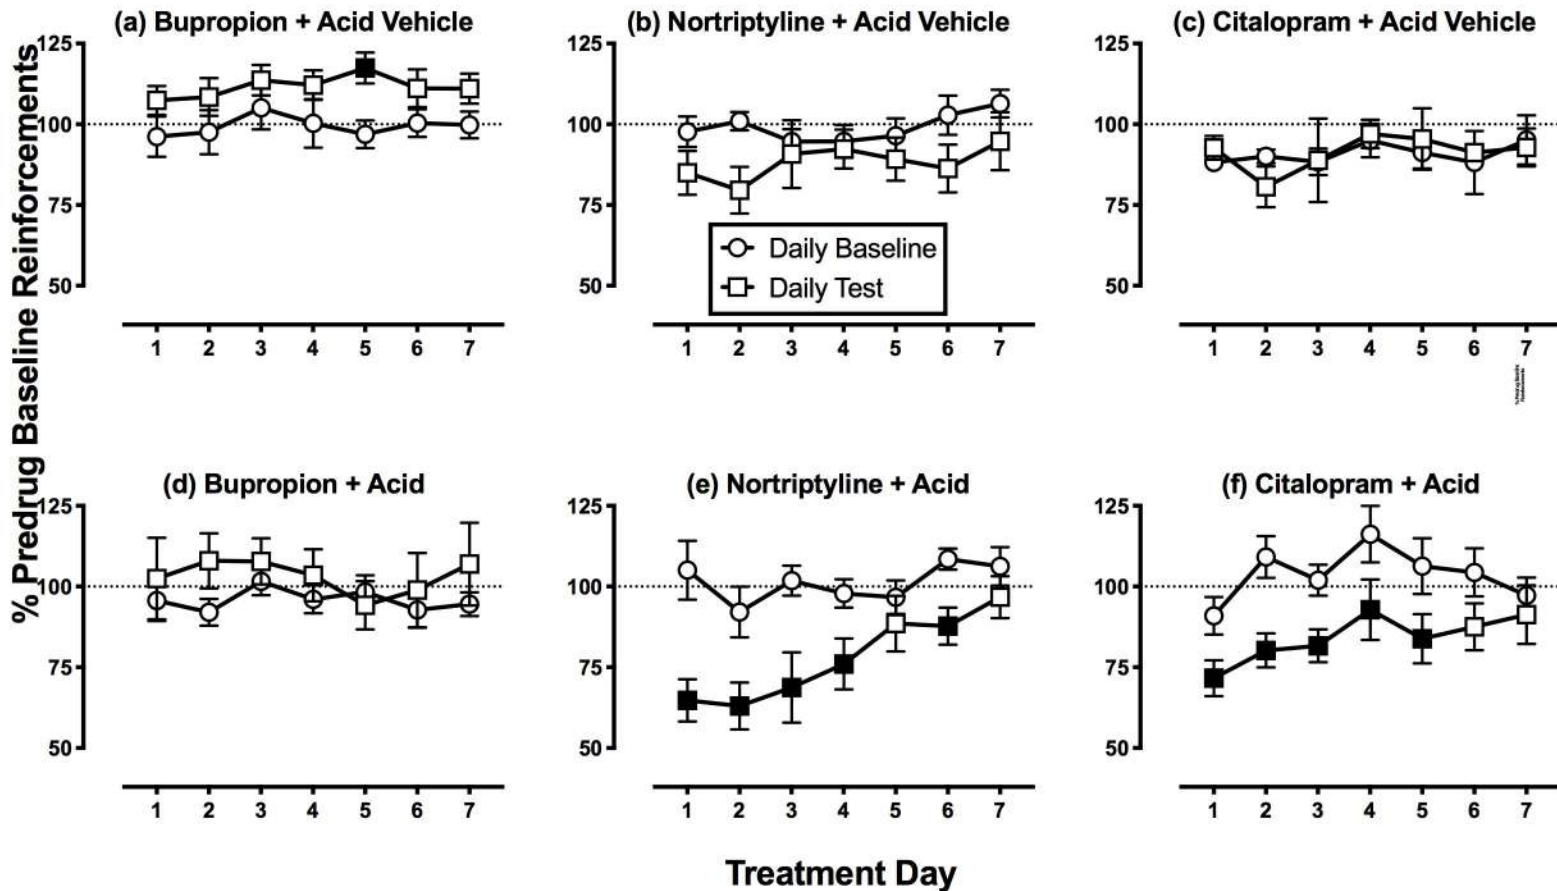 % Predrug Baseline Reinforcements
(a) Bupropion + Acid Vehicle
125
100
75
50
1 2 3 4 5 6 7
(b) Nortriptyline + Acid Vehicle
125
100
75
50
Daily Baseline
Daily Test
1 2 3 4 5 6 7
(c) Citalopram + Acid Vehicle
125
100
75
50
1 2 3 4 5 6 7
(d) Bupropion + Acid
125
100
75
50
1 2 3 4 5 6 7
(e) Nortriptyline + Acid
125
100
75
50
1 2 3 4 5 6 7
(f) Citalopram + Acid
125
100
75
50
1 2 3 4 5 6 7
Treatment Day